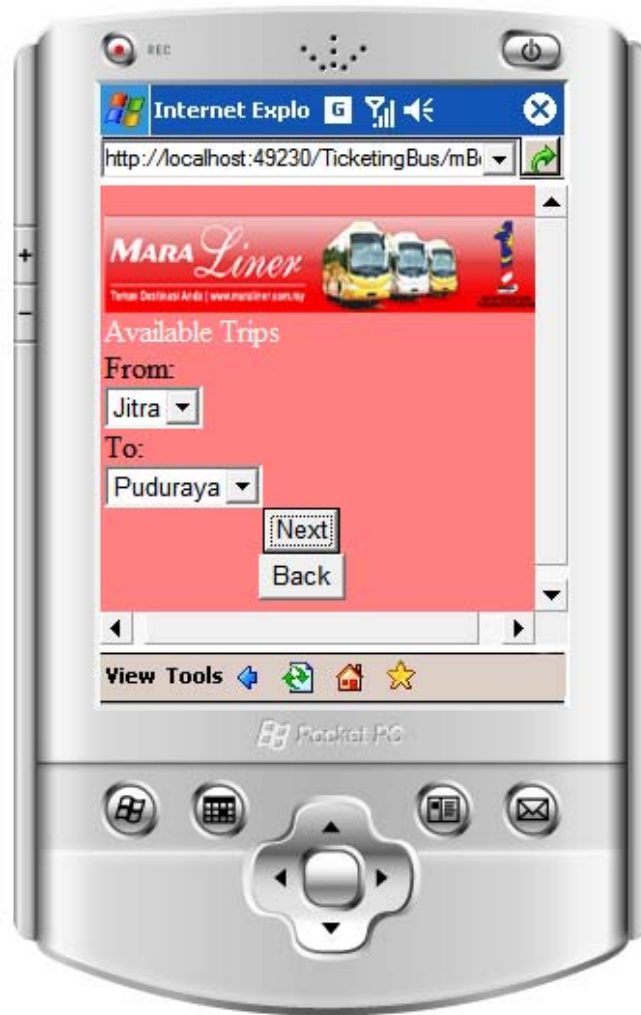 REC
Internet Explo G
http://localhost:49230/TicketingBus/mB
MARA Liner
Teman Destinasi Anda | www.maraliner.com.my
1
Available Trips
From:
Jitra
To:
Puduraya
Next
Back
View Tools
Pocket PC
+
-